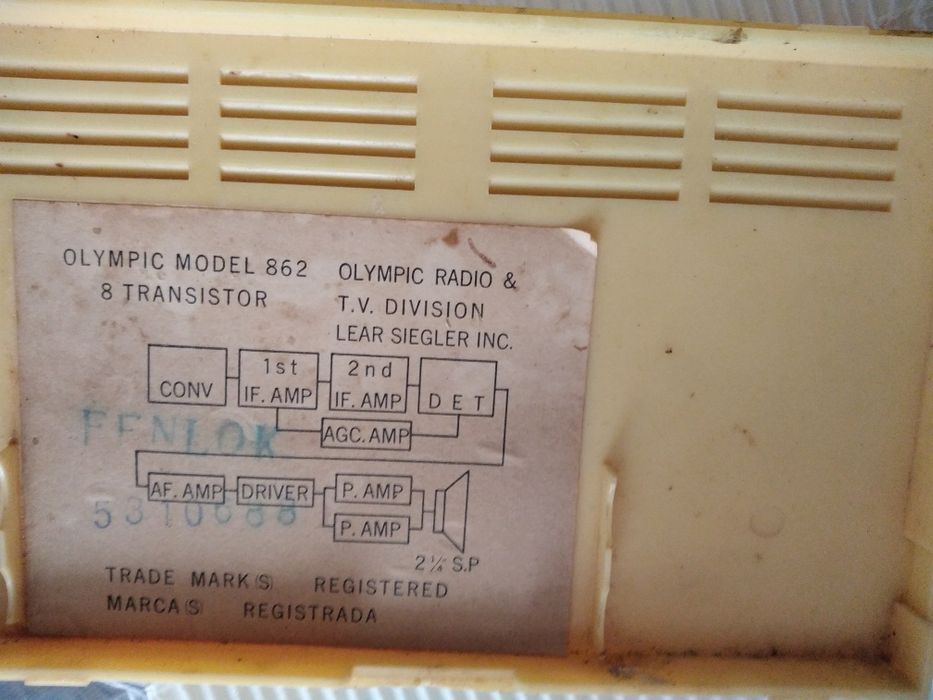 OLYMPIC MODEL 862
8 TRANSISTOR
OLYMPIC RADIO &
T.V. DIVISION
LEAR SIEGLER INC.
CONV
1st
IF. AMP
2nd
IF. AMP
DET
AGC. AMP
AF. AMP
DRIVER
P. AMP
P. AMP
2¼ S.P
TRADE MARK(S) REGISTERED
MARCA(S) REGISTRADA